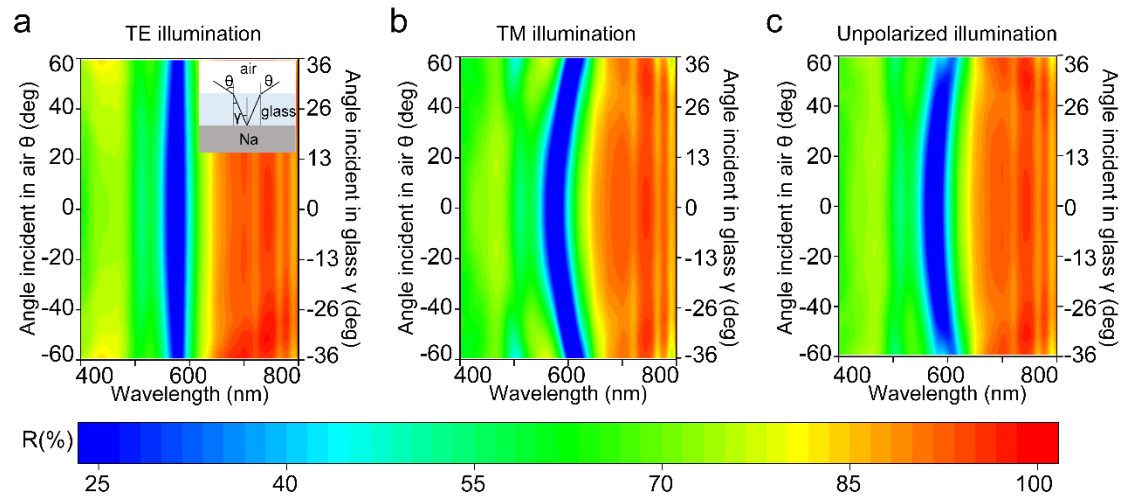 a
TE illumination
60
40
20
0
-20
-40
-60
Angle incident in air θ (deg)
air
θ
θ
γ
glass
Na
36
26
13
0
-13
-26
-36
Angle incident in glass γ (deg)
400
600
800
Wavelength (nm)
b
TM illumination
60
40
20
0
-20
-40
-60
Angle incident in air θ (deg)
36
26
13
0
-13
-26
-36
Angle incident in glass γ (deg)
400
600
800
Wavelength (nm)
c
Unpolarized illumination
60
40
20
0
-20
-40
-60
Angle incident in air θ (deg)
36
26
13
0
-13
-26
-36
Angle incident in glass γ (deg)
400
600
800
Wavelength (nm)
R(%)
25
40
55
70
85
100